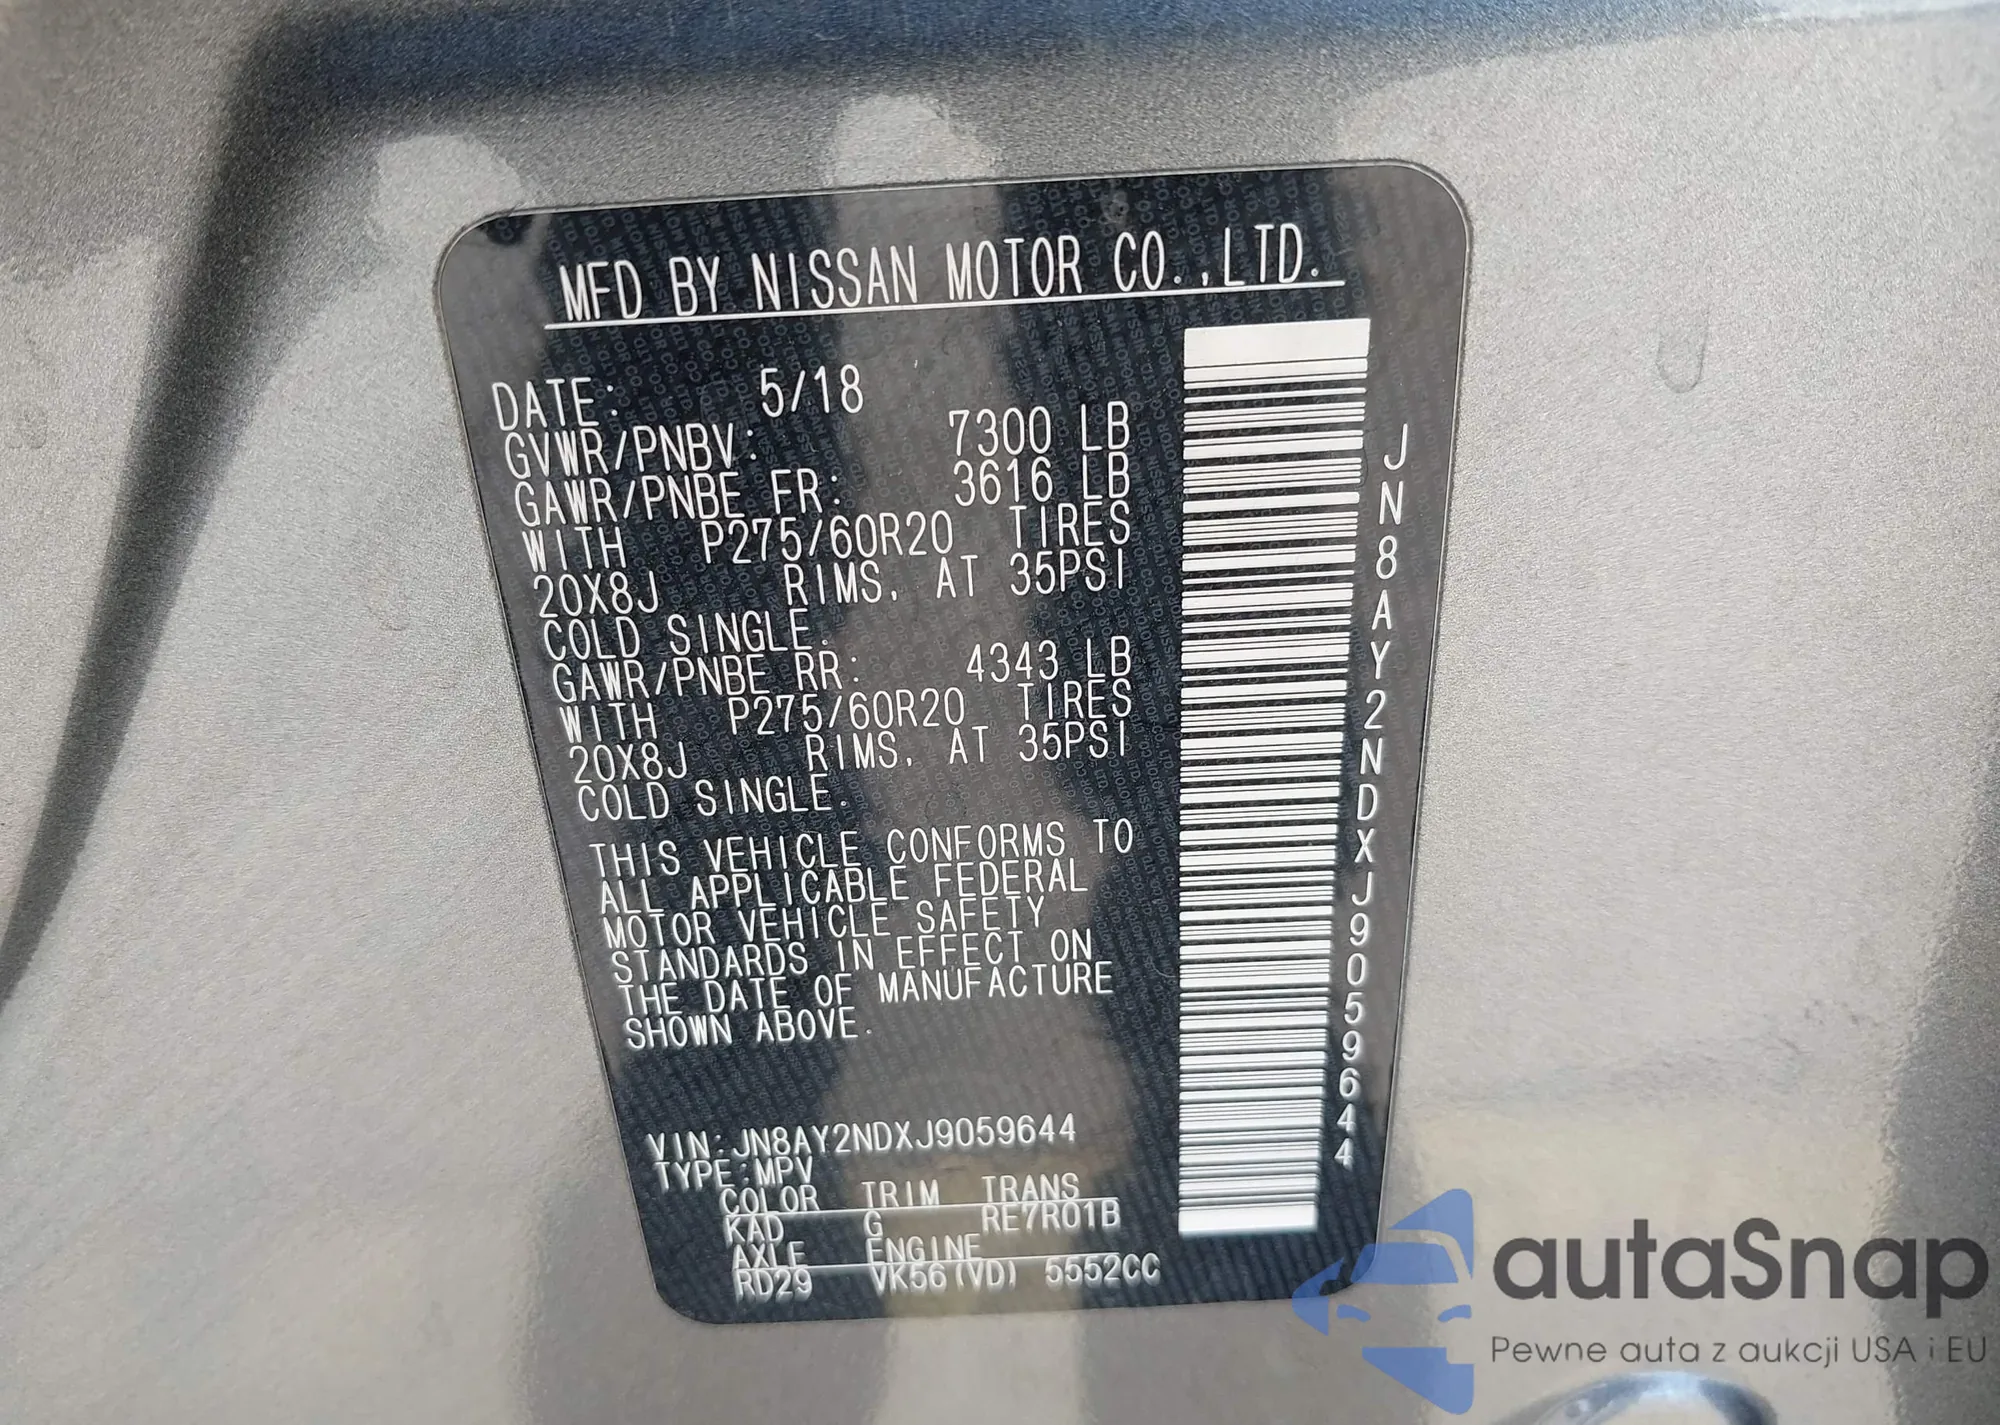 MFD BY NISSAN MOTOR CO.,LTD.
DATE: 5/18
GVWR/PNBV: 7300 LB
GAWR/PNBE FR: 3616 LB
WITH P275/60R20 TIRES
20X8J RIMS, AT 35PSI
COLD SINGLE.
GAWR/PNBE RR: 4343 LB
WITH P275/60R20 TIRES
20X8J RIMS, AT 35PSI
COLD SINGLE.
THIS VEHICLE CONFORMS TO
ALL APPLICABLE FEDERAL
MOTOR VEHICLE SAFETY
STANDARDS IN EFFECT ON
THE DATE OF MANUFACTURE
SHOWN ABOVE.
VIN:JN8AY2NDXJ9059644
TYPE:MPV
COLOR TRIM TRANS
KAD G RE7R01B
AXLE ENGINE
RD29 VK56(VD) 5552CC
JN8AY2NDXJ9059644
autaSnap
Pewne auta z aukcji USA i EU